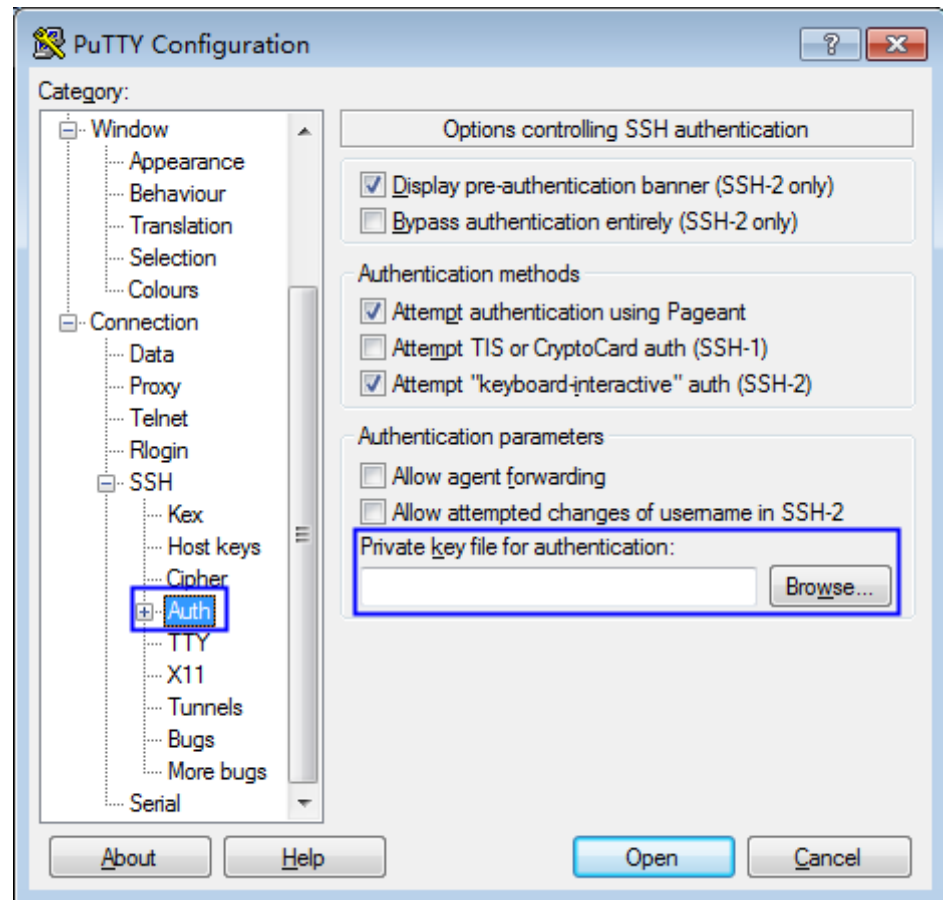 PuTTY Configuration
Category:
Window
Appearance
Behaviour
Translation
Selection
Colours
Connection
Data
Proxy
Telnet
Rlogin
SSH
Kex
Host keys
Cipher
Auth
TTY
X11
Tunnels
Bugs
More bugs
Serial
Options controlling SSH authentication
Display pre-authentication banner (SSH-2 only)
Bypass authentication entirely (SSH-2 only)
Authentication methods
Attempt authentication using Pageant
Attempt TIS or CryptoCard auth (SSH-1)
Attempt "keyboard-interactive" auth (SSH-2)
Authentication parameters
Allow agent forwarding
Allow attempted changes of username in SSH-2
Private key file for authentication:
Browse...
About
Help
Open
Cancel